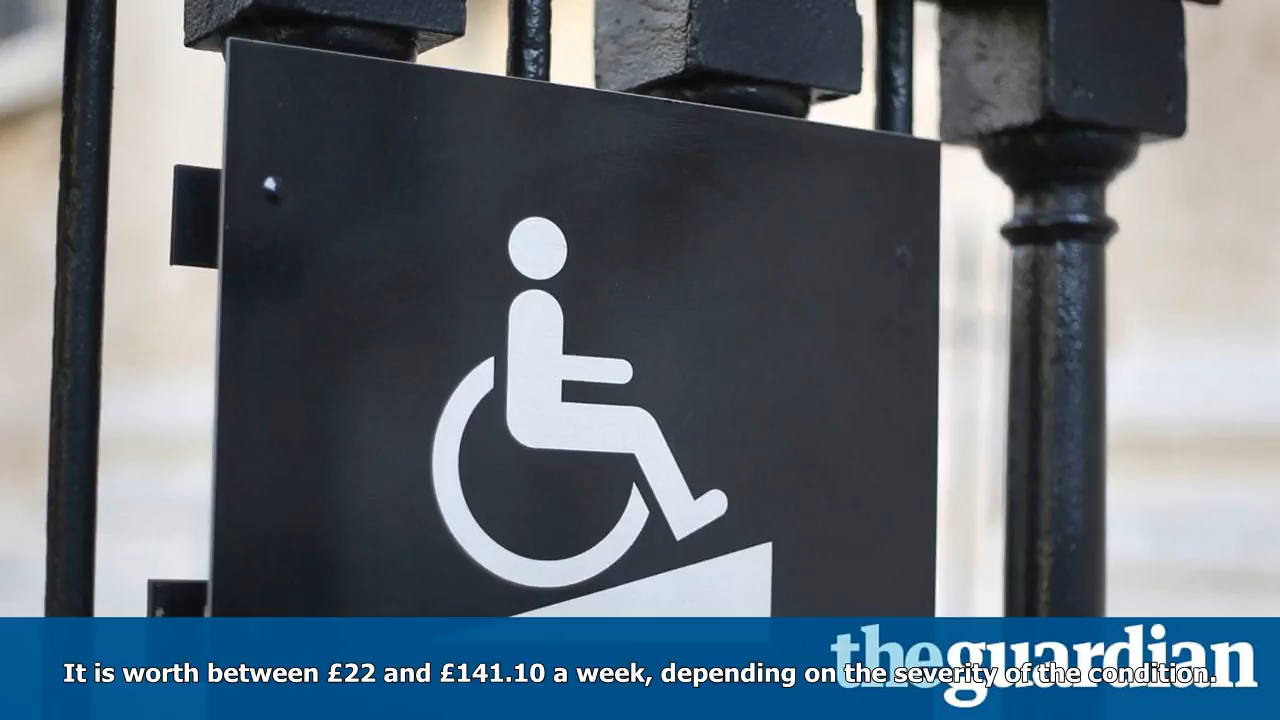 theguardian
It is worth between £22 and £141.10 a week, depending on the severity of the condition.